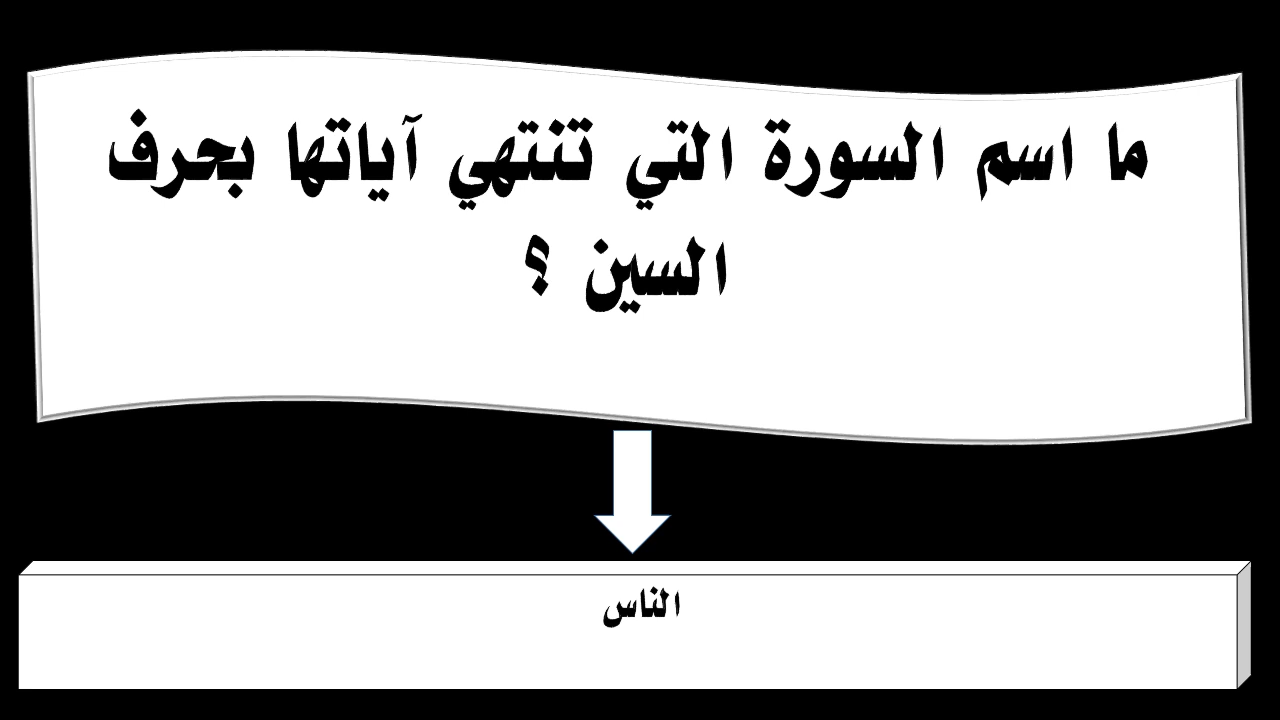 ما اسم السورة التي تنتهي آياتها بحرف
السين ؟
الناس